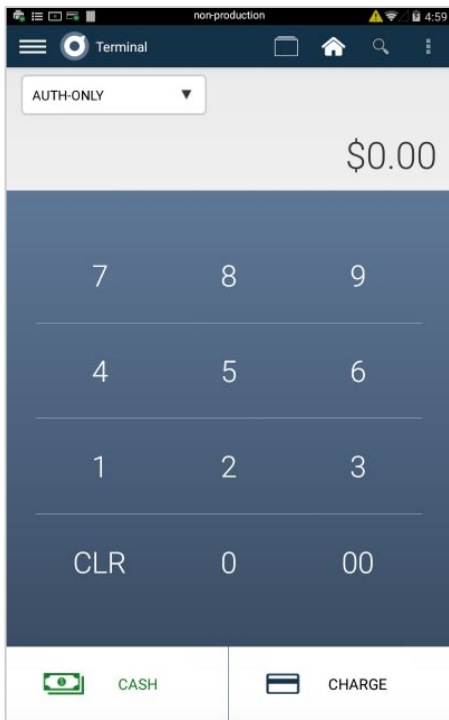 non-production 4:59
Terminal
AUTH-ONLY
$0.00
7 8 9
4 5 6
1 2 3
CLR 0 00
CASH CHARGE